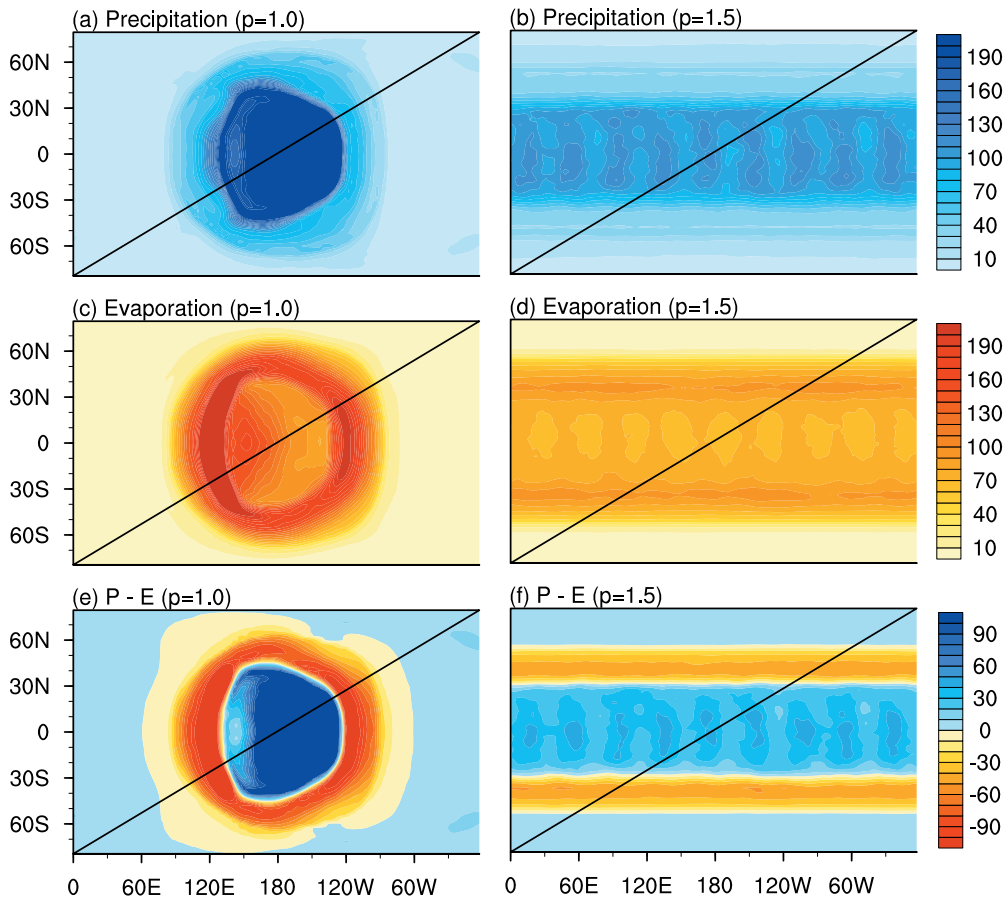 (a) Precipitation (p=1.0)
(b) Precipitation (p=1.5)
60N
30N
0
30S
60S
190
160
130
100
70
40
10
(c) Evaporation (p=1.0)
(d) Evaporation (p=1.5)
60N
30N
0
30S
60S
190
160
130
100
70
40
10
(e) P - E (p=1.0)
(f) P - E (p=1.5)
60N
30N
0
30S
60S
90
60
30
0
-30
-60
-90
0 60E 120E 180 120W 60W
0 60E 120E 180 120W 60W